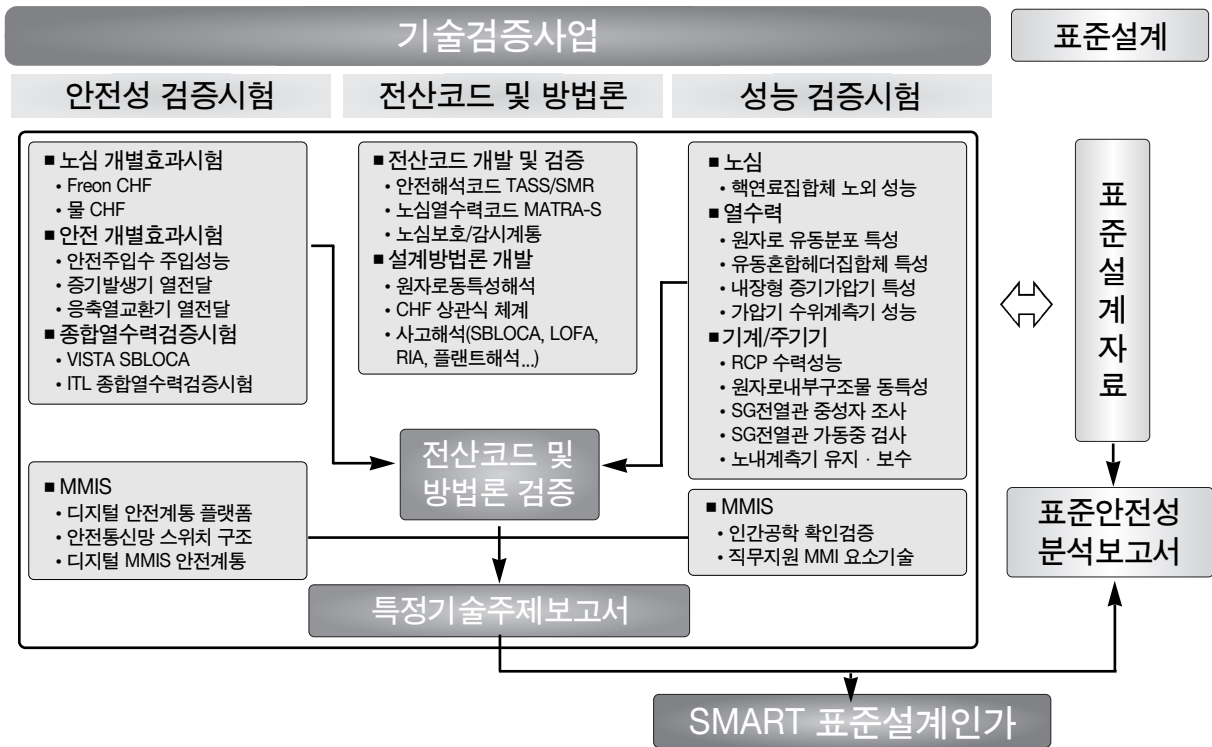 기술검증사업
표준설계
안전성 검증시험
전산코드 및 방법론
성능 검증시험
■ 노심 개별효과시험
• Freon CHF
• 물 CHF
■ 안전 개별효과시험
• 안전주입수 주입성능
• 증기발생기 열전달
• 응축열교환기 열전달
■ 종합열수력검증시험
• VISTA SBLOCA
• ITL 종합열수력검증시험
■ 전산코드 개발 및 검증
• 안전해석코드 TASS/SMR
• 노심열수력코드 MATRA-S
• 노심보호/감시계통
■ 설계방법론 개발
• 원자로동특성해석
• CHF 상관식 체계
• 사고해석(SBLOCA, LOFA,
RIA, 플랜트해석...)
■ 노심
• 핵연료집합체 노외 성능
■ 열수력
• 원자로 유동분포 특성
• 유동혼합헤더집합체 특성
• 내장형 증기가압기 특성
• 가압기 수위계측기 성능
■ 기계/주기기
• RCP 수력성능
• 원자로내부구조물 동특성
• SG전열관 중성자 조사
• SG전열관 가동중 검사
• 노내계측기 유지 · 보수
표
준
설
계
자
료
전산코드 및
방법론 검증
■ MMIS
• 디지털 안전계통 플랫폼
• 안전통신망 스위치 구조
• 디지털 MMIS 안전계통
■ MMIS
• 인간공학 확인검증
• 직무지원 MMI 요소기술
표준안전성
분석보고서
특정기술주제보고서
SMART 표준설계인가